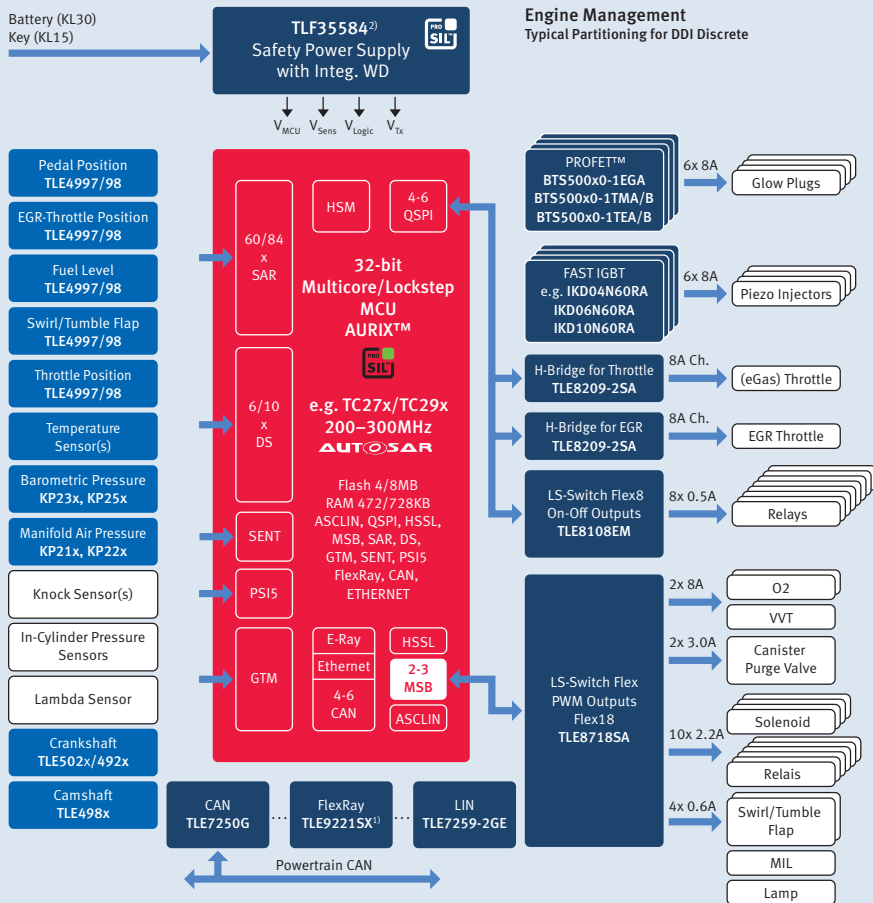 Battery (KL30)
Key (KL15)
TLF35584²⁾
Safety Power Supply
with Integ. WD
PRO
SIL
Engine Management
Typical Partitioning for DDI Discrete
V_MCU V_Sens V_Logic V_Tx
Pedal Position
TLE4997/98
EGR-Throttle Position
TLE4997/98
Fuel Level
TLE4997/98
Swirl/Tumble Flap
TLE4997/98
Throttle Position
TLE4997/98
Temperature
Sensor(s)
Barometric Pressure
KP23x, KP25x
Manifold Air Pressure
KP21x, KP22x
Knock Sensor(s)
In-Cylinder Pressure
Sensors
Lambda Sensor
Crankshaft
TLE502x/492x
Camshaft
TLE498x
60/84
x
SAR
6/10
x
DS
SENT
PSI5
GTM
HSM
4-6
QSPI
32-bit
Multicore/Lockstep
MCU
AURIX™
PRO
SIL
e.g. TC27x/TC29x
200–300MHz
AUTOSAR
Flash 4/8MB
RAM 472/728KB
ASCLIN, QSPI, HSSL,
MSB, SAR, DS,
GTM, SENT, PSI5
FlexRay, CAN,
ETHERNET
E-Ray
Ethernet
4-6
CAN
HSSL
2-3
MSB
ASCLIN
PROFET™
BTS500x0-1EGA
BTS500x0-1TMA/B
BTS500x0-1TEA/B
6x 8A
Glow Plugs
FAST IGBT
e.g. IKD04N60RA
IKD06N60RA
IKD10N60RA
6x 8A
Piezo Injectors
H-Bridge for Throttle
TLE8209-2SA
8A Ch.
(eGas) Throttle
H-Bridge for EGR
TLE8209-2SA
8A Ch.
EGR Throttle
LS-Switch Flex8
On-Off Outputs
TLE8108EM
8x 0.5A
Relays
LS-Switch Flex
PWM Outputs
Flex18
TLE8718SA
2x 8A
O2
VVT
2x 3.0A
Canister
Purge Valve
10x 2.2A
Solenoid
Relais
4x 0.6A
Swirl/Tumble
Flap
MIL
Lamp
CAN
TLE7250G
...
FlexRay
TLE9221SX¹⁾
...
LIN
TLE7259-2GE
Powertrain CAN